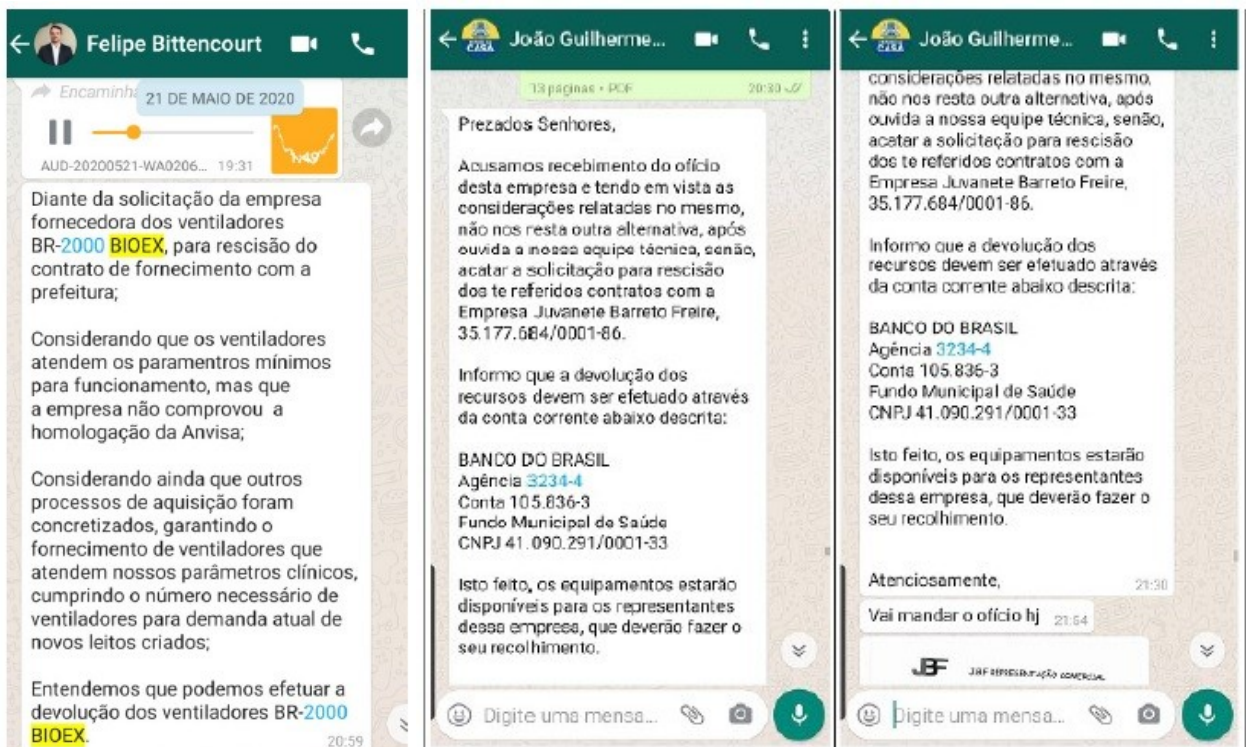 Felipe Bittencourt
Encaminha
21 DE MAIO DE 2020
AUD-20200521-WA0206... 19:31
Diante da solicitação da empresa
fornecedora dos ventiladores
BR-2000 BIOEX, para rescisão do
contrato de fornecimento com a
prefeitura;
Considerando que os ventiladores
atendem os paramentros mínimos
para funcionamento, mas que
a empresa não comprovou a
homologação da Anvisa;
Considerando ainda que outros
processos de aquisição foram
concretizados, garantindo o
fornecimento de ventiladores que
atendem nossos parâmetros clínicos,
cumprindo o número necessário de
ventiladores para demanda atual de
novos leitos criados;
Entendemos que podemos efetuar a
devolução dos ventiladores BR-2000
BIOEX.
20:59
João Guilherme...
13 páginas • PDF 20:30
Prezados Senhores,
Acusamos recebimento do ofício
desta empresa e tendo em vista as
considerações relatadas no mesmo,
não nos resta outra alternativa, após
ouvida a nossa equipe técnica, senão,
acatar a solicitação para rescisão
dos te referidos contratos com a
Empresa Juvanete Barreto Freire,
35.177.684/0001-86.
Informo que a devolução dos
recursos devem ser efetuado através
da conta corrente abaixo descrita:
BANCO DO BRASIL
Agência 3234-4
Conta 105.836-3
Fundo Municipal de Saúde
CNPJ 41.090.291/0001-33
Isto feito, os equipamentos estarão
disponíveis para os representantes
dessa empresa, que deverão fazer o
seu recolhimento.
Digite uma mensa...
João Guilherme...
considerações relatadas no mesmo,
não nos resta outra alternativa, após
ouvida a nossa equipe técnica, senão,
acatar a solicitação para rescisão
dos te referidos contratos com a
Empresa Juvanete Barreto Freire,
35.177.684/0001-86.
Informo que a devolução dos
recursos devem ser efetuado através
da conta corrente abaixo descrita:
BANCO DO BRASIL
Agência 3234-4
Conta 105.836-3
Fundo Municipal de Saúde
CNPJ 41.090.291/0001-33
Isto feito, os equipamentos estarão
disponíveis para os representantes
dessa empresa, que deverão fazer o
seu recolhimento.
Atenciosamente,
21:30
Vai mandar o ofício hj 21:54
JBF JBF REPRESENTAÇÃO COMERCIAL
Digite uma mensa...